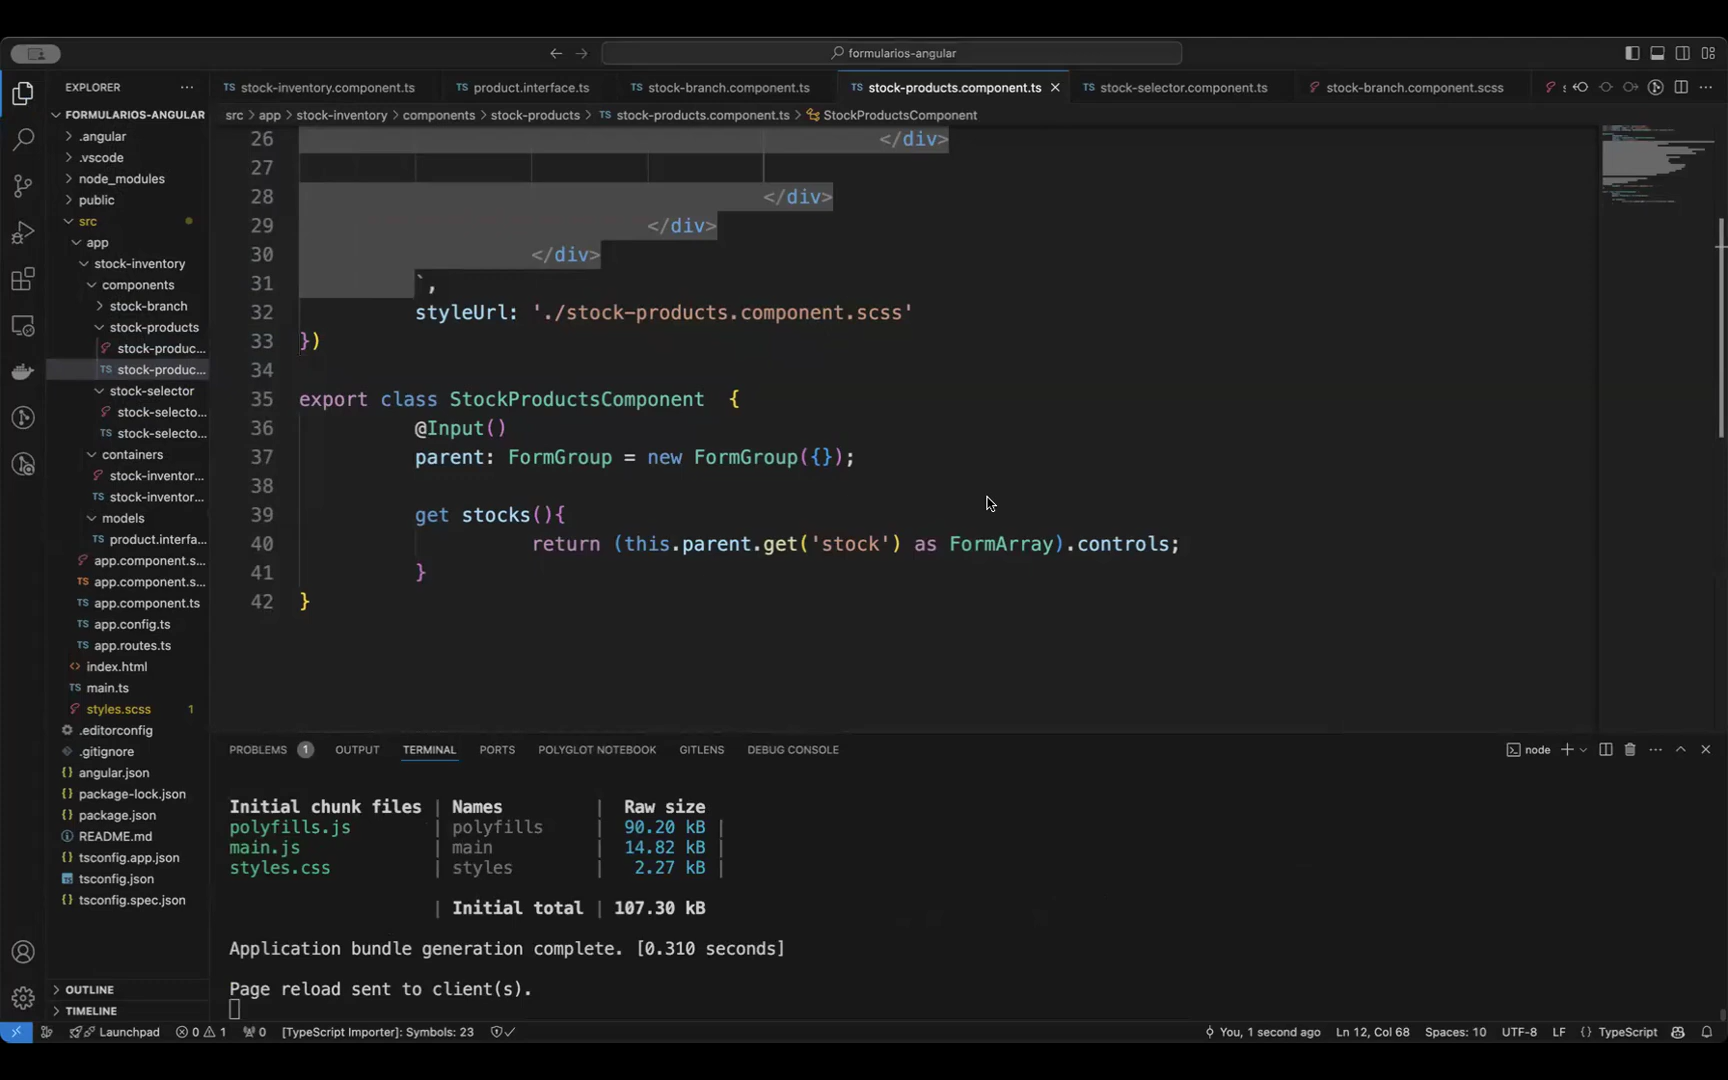 formularios-angular
EXPLORER
stock-inventory.component.ts
product.interface.ts
stock-branch.component.ts
stock-products.component.ts
stock-selector.component.ts
stock-branch.component.scss
src > app > stock-inventory > components > stock-products > TS stock-products.component.ts > StockProductsComponent
FORMULARIOS-ANGULAR
.angular
.vscode
node_modules
public
src
app
stock-inventory
components
stock-branch
stock-products
stock-produc...
TS stock-produc...
stock-selector
stock-selecto...
TS stock-selecto...
containers
stock-inventor...
TS stock-inventor...
models
TS product.interfa...
app.component.s...
app.component.s...
TS app.component.ts
TS app.config.ts
TS app.routes.ts
index.html
TS main.ts
styles.scss 1
.editorconfig
.gitignore
angular.json
package-lock.json
package.json
README.md
tsconfig.app.json
tsconfig.json
tsconfig.spec.json
OUTLINE
TIMELINE
26 </div>
27
28 </div>
29 </div>
30 </div>
31 `,
32 styleUrl: './stock-products.component.scss'
33 })
34
35 export class StockProductsComponent {
36 @Input()
37 parent: FormGroup = new FormGroup({});
38
39 get stocks(){
40 return (this.parent.get('stock') as FormArray).controls;
41 }
42 }
PROBLEMS 1 OUTPUT TERMINAL PORTS POLYGLOT NOTEBOOK GITLENS DEBUG CONSOLE
node
Initial chunk files | Names | Raw size
polyfills.js | polyfills | 90.20 kB |
main.js | main | 14.82 kB |
styles.css | styles | 2.27 kB |
| Initial total | 107.30 kB
Application bundle generation complete. [0.310 seconds]
Page reload sent to client(s).
Launchpad 0 1 0 [TypeScript Importer]: Symbols: 23
You, 1 second ago Ln 12, Col 68 Spaces: 10 UTF-8 LF {} TypeScript